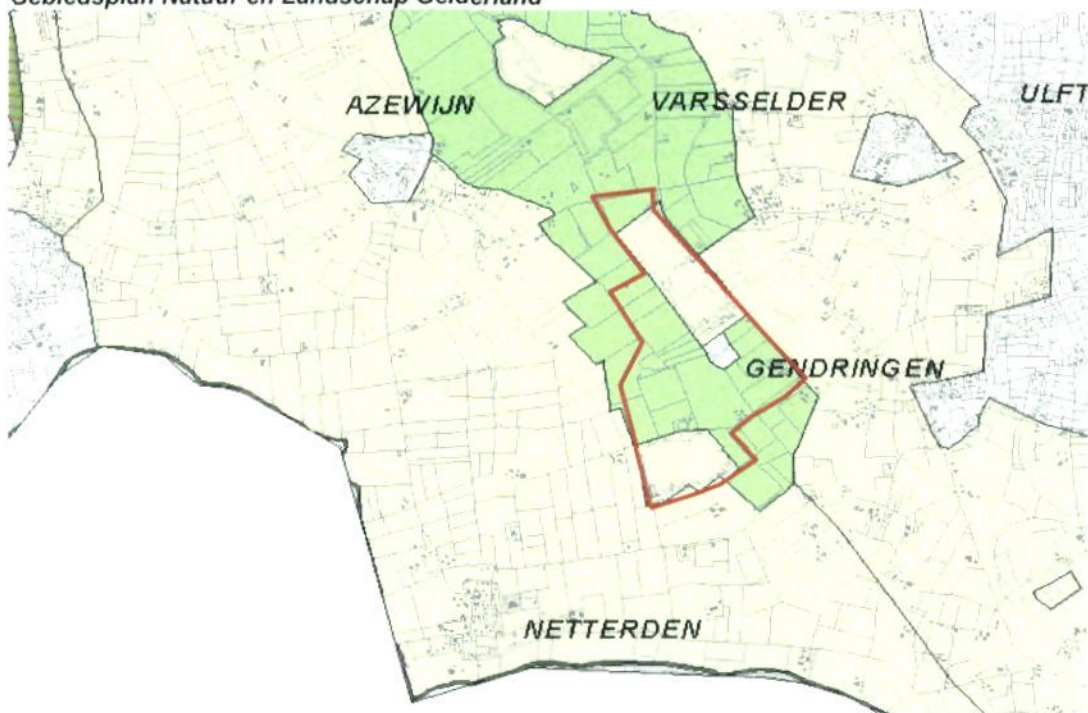 Gebiedsplan Natuur en Landschap Gelderland
AZEWIJN
VARSSELDER
ULFT
GENDRINGEN
NETTERDEN